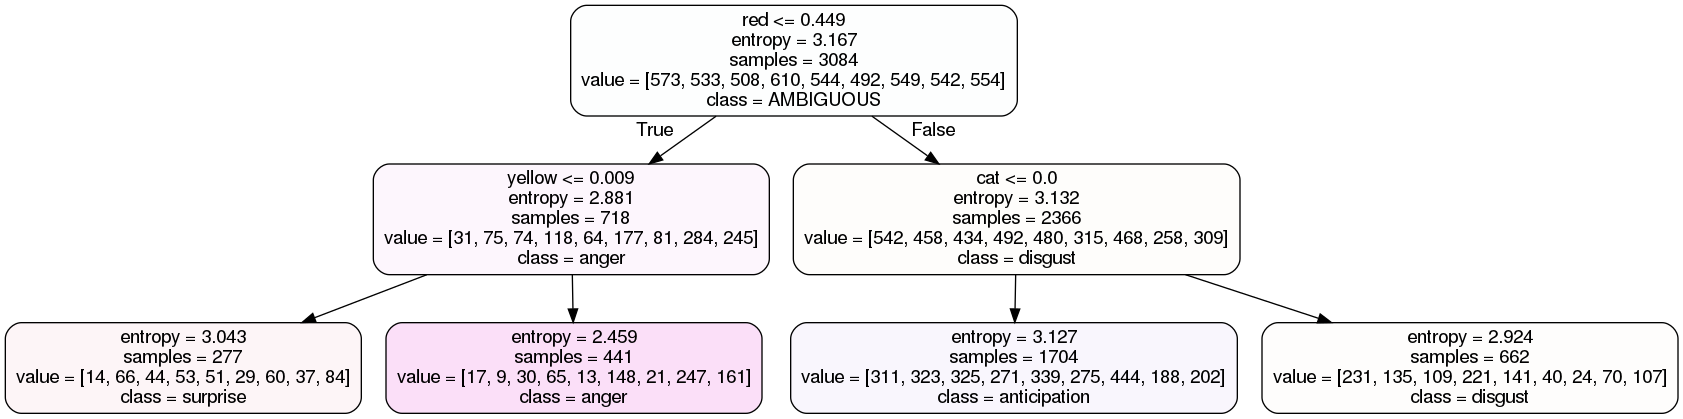 red <= 0.449
entropy = 3.167
samples = 3084
value = [573, 533, 508, 610, 544, 492, 549, 542, 554]
class = AMBIGUOUS
True
False
yellow <= 0.009
entropy = 2.881
samples = 718
value = [31, 75, 74, 118, 64, 177, 81, 284, 245]
class = anger
cat <= 0.0
entropy = 3.132
samples = 2366
value = [542, 458, 434, 492, 480, 315, 468, 258, 309]
class = disgust
entropy = 3.043
samples = 277
value = [14, 66, 44, 53, 51, 29, 60, 37, 84]
class = surprise
entropy = 2.459
samples = 441
value = [17, 9, 30, 65, 13, 148, 21, 247, 161]
class = anger
entropy = 3.127
samples = 1704
value = [311, 323, 325, 271, 339, 275, 444, 188, 202]
class = anticipation
entropy = 2.924
samples = 662
value = [231, 135, 109, 221, 141, 40, 24, 70, 107]
class = disgust